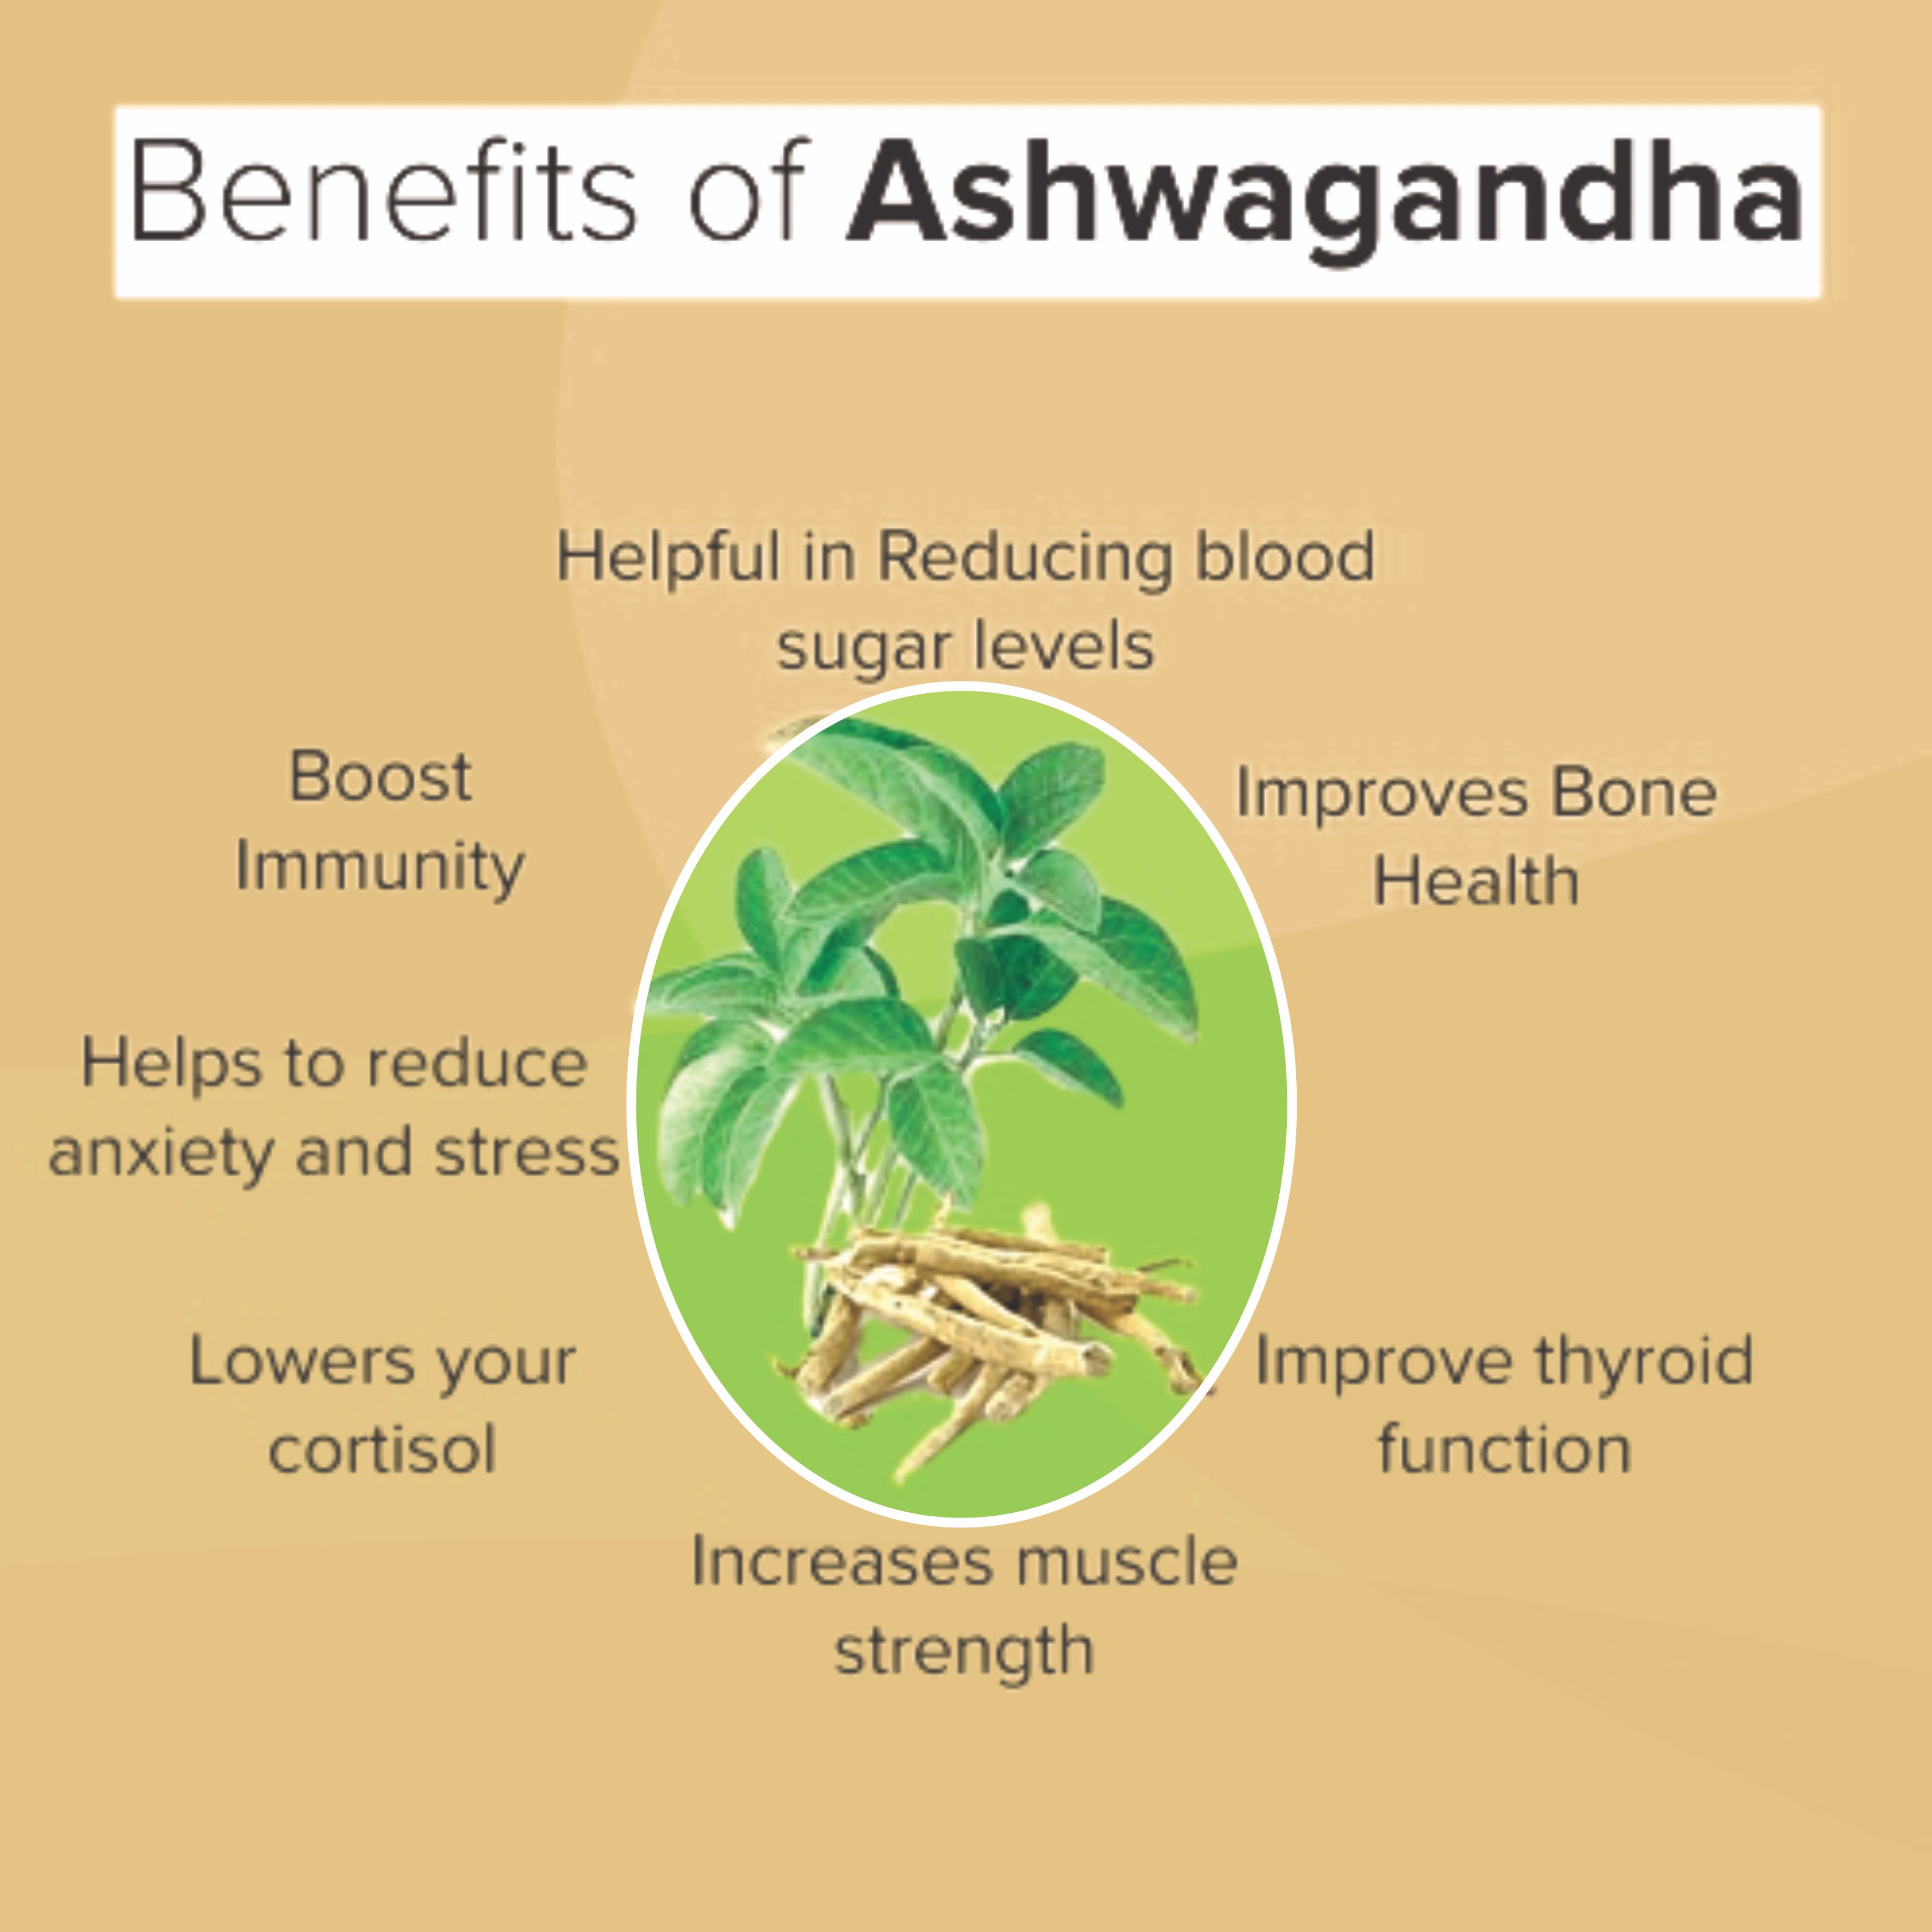 Benefits of Ashwagandha
Helpful in Reducing blood
sugar levels
Boost
Immunity
Improves Bone
Health
Helps to reduce
anxiety and stress
Lowers your
cortisol
Improve thyroid
function
Increases muscle
strength